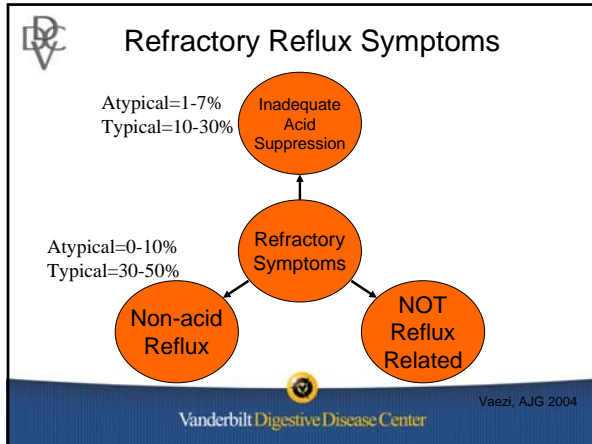 DDC
V
Refractory Reflux Symptoms
Atypical=1-7%
Typical=10-30%
Inadequate
Acid
Suppression
Atypical=0-10%
Typical=30-50%
Refractory
Symptoms
Non-acid
Reflux
NOT
Reflux
Related
Vaezi, AJG 2004
Vanderbilt Digestive Disease Center